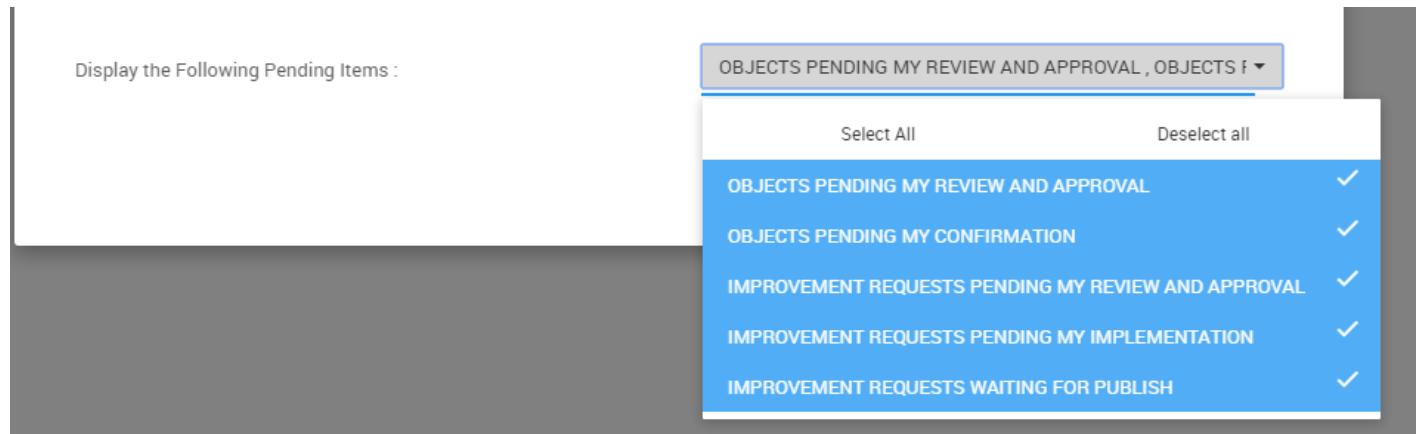 Display the Following Pending Items :
OBJECTS PENDING MY REVIEW AND APPROVAL , OBJECTS
Select All
Deselect all
OBJECTS PENDING MY REVIEW AND APPROVAL
OBJECTS PENDING MY CONFIRMATION
IMPROVEMENT REQUESTS PENDING MY REVIEW AND APPROVAL
IMPROVEMENT REQUESTS PENDING MY IMPLEMENTATION
IMPROVEMENT REQUESTS WAITING FOR PUBLISH